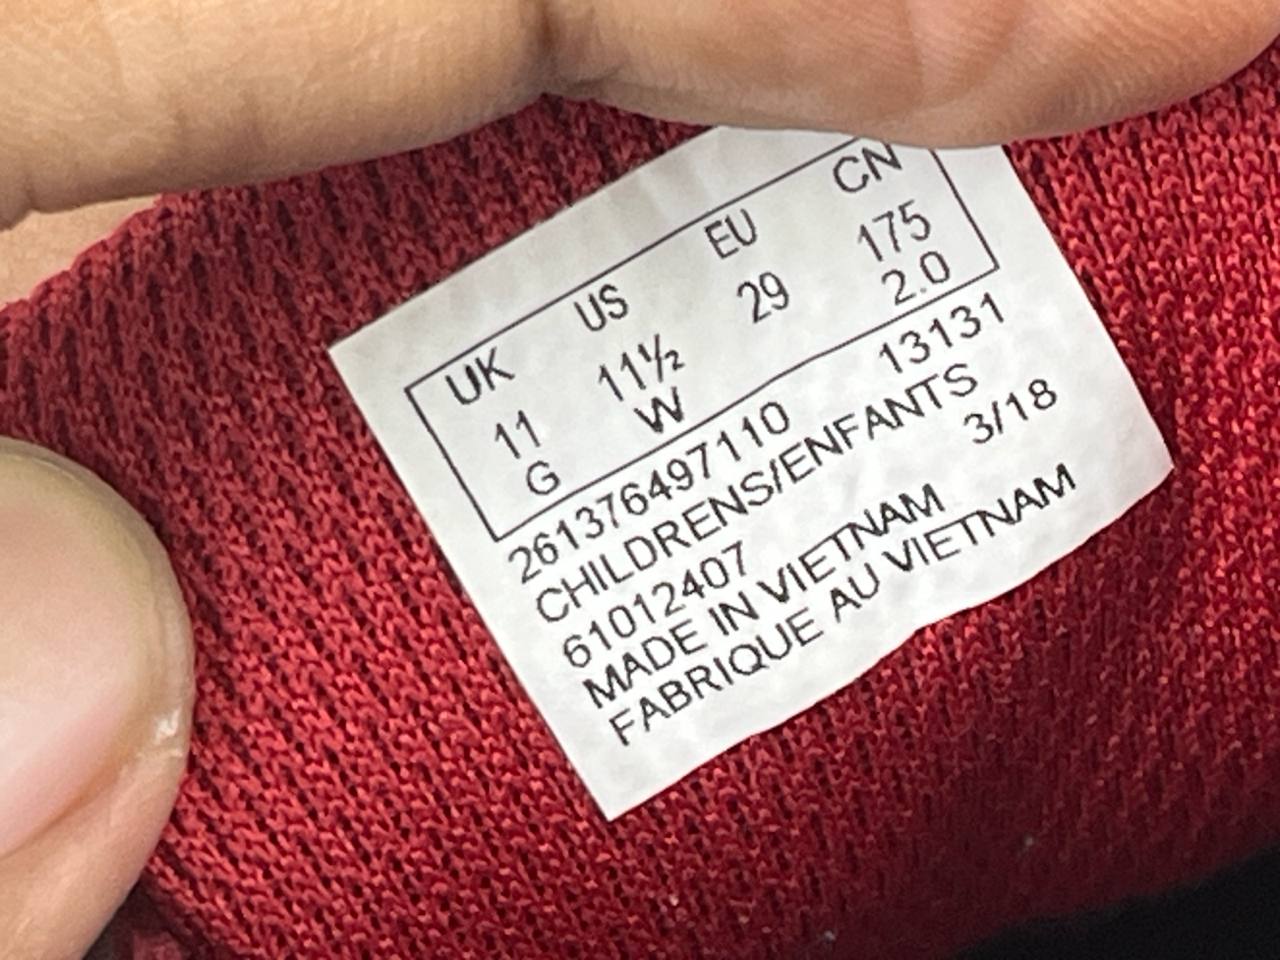 UK US EU CN
11 11½ 29 175
G W 2.0
261376497110 13131
CHILDRENS/ENFANTS
61012407 3/18
MADE IN VIETNAM
FABRIQUE AU VIETNAM